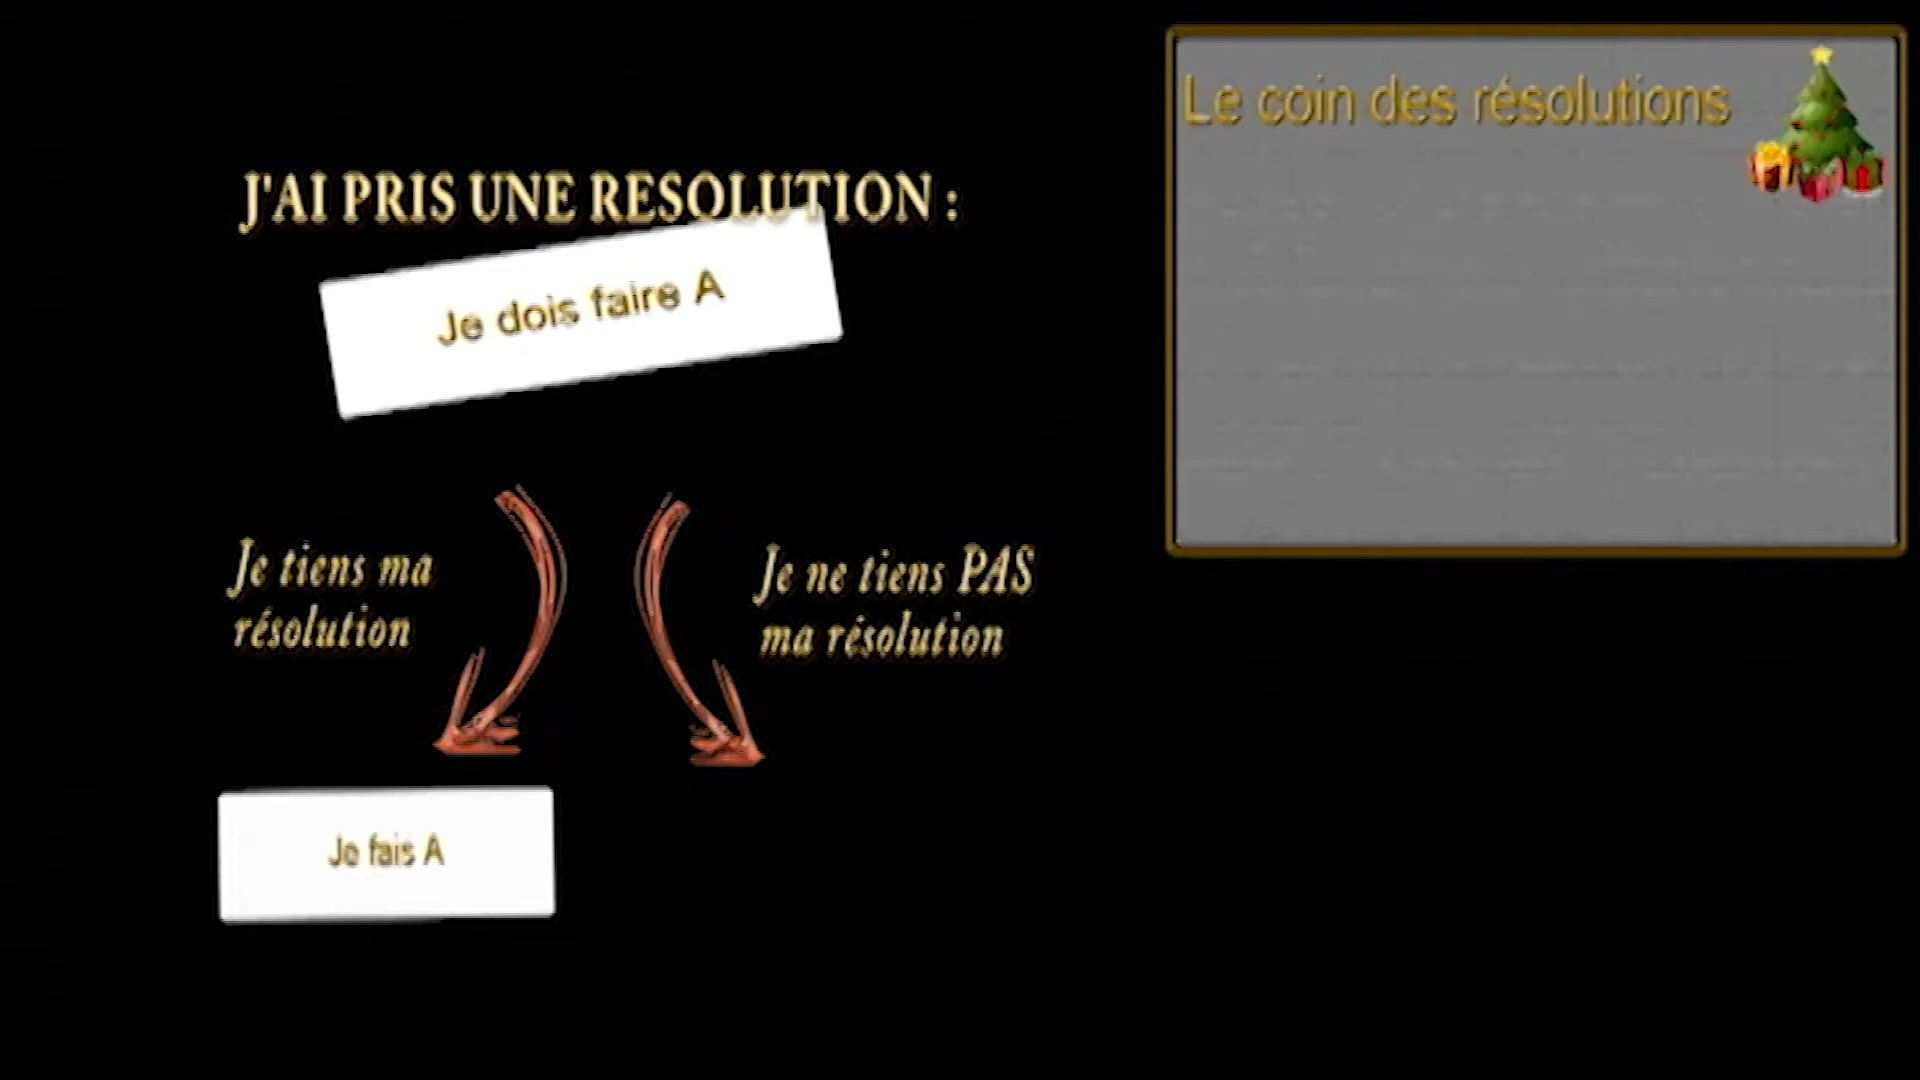 Le coin des résolutions
J'AI PRIS UNE RESOLUTION :
Je dois faire A
Je tiens ma
résolution
Je ne tiens PAS
ma résolution
Je fais A